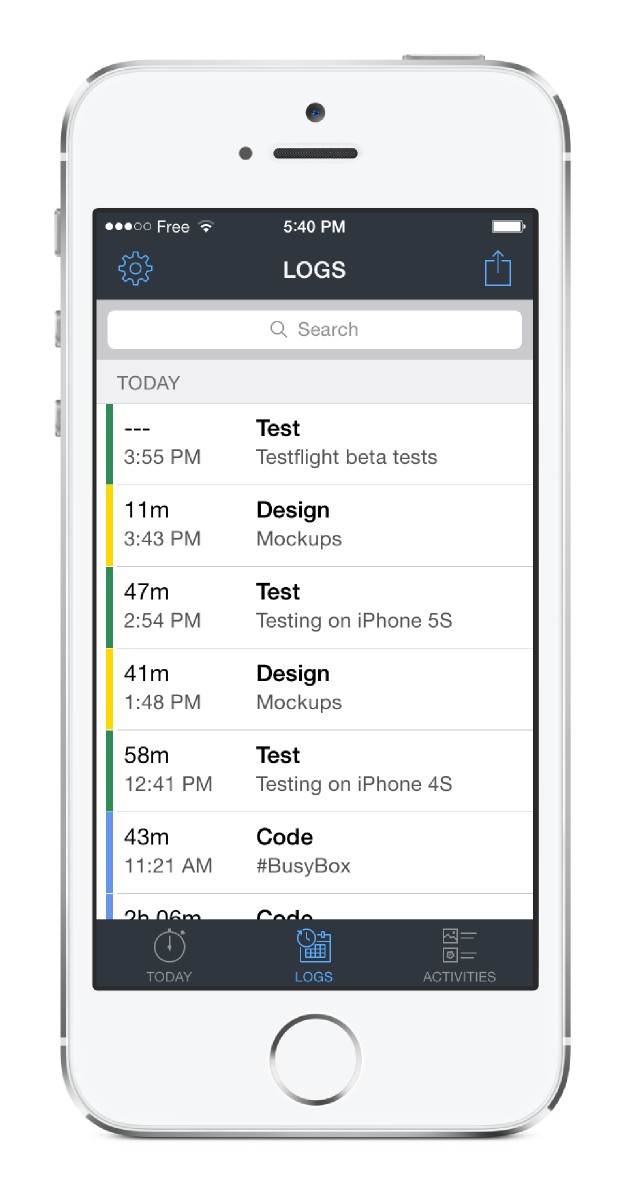 ●●●○○ Free 5:40 PM
LOGS
Search
TODAY
--- Test
3:55 PM Testflight beta tests
11m Design
3:43 PM Mockups
47m Test
2:54 PM Testing on iPhone 5S
41m Design
1:48 PM Mockups
58m Test
12:41 PM Testing on iPhone 4S
43m Code
11:21 AM #BusyBox
2h 06m Code
TODAY LOGS ACTIVITIES